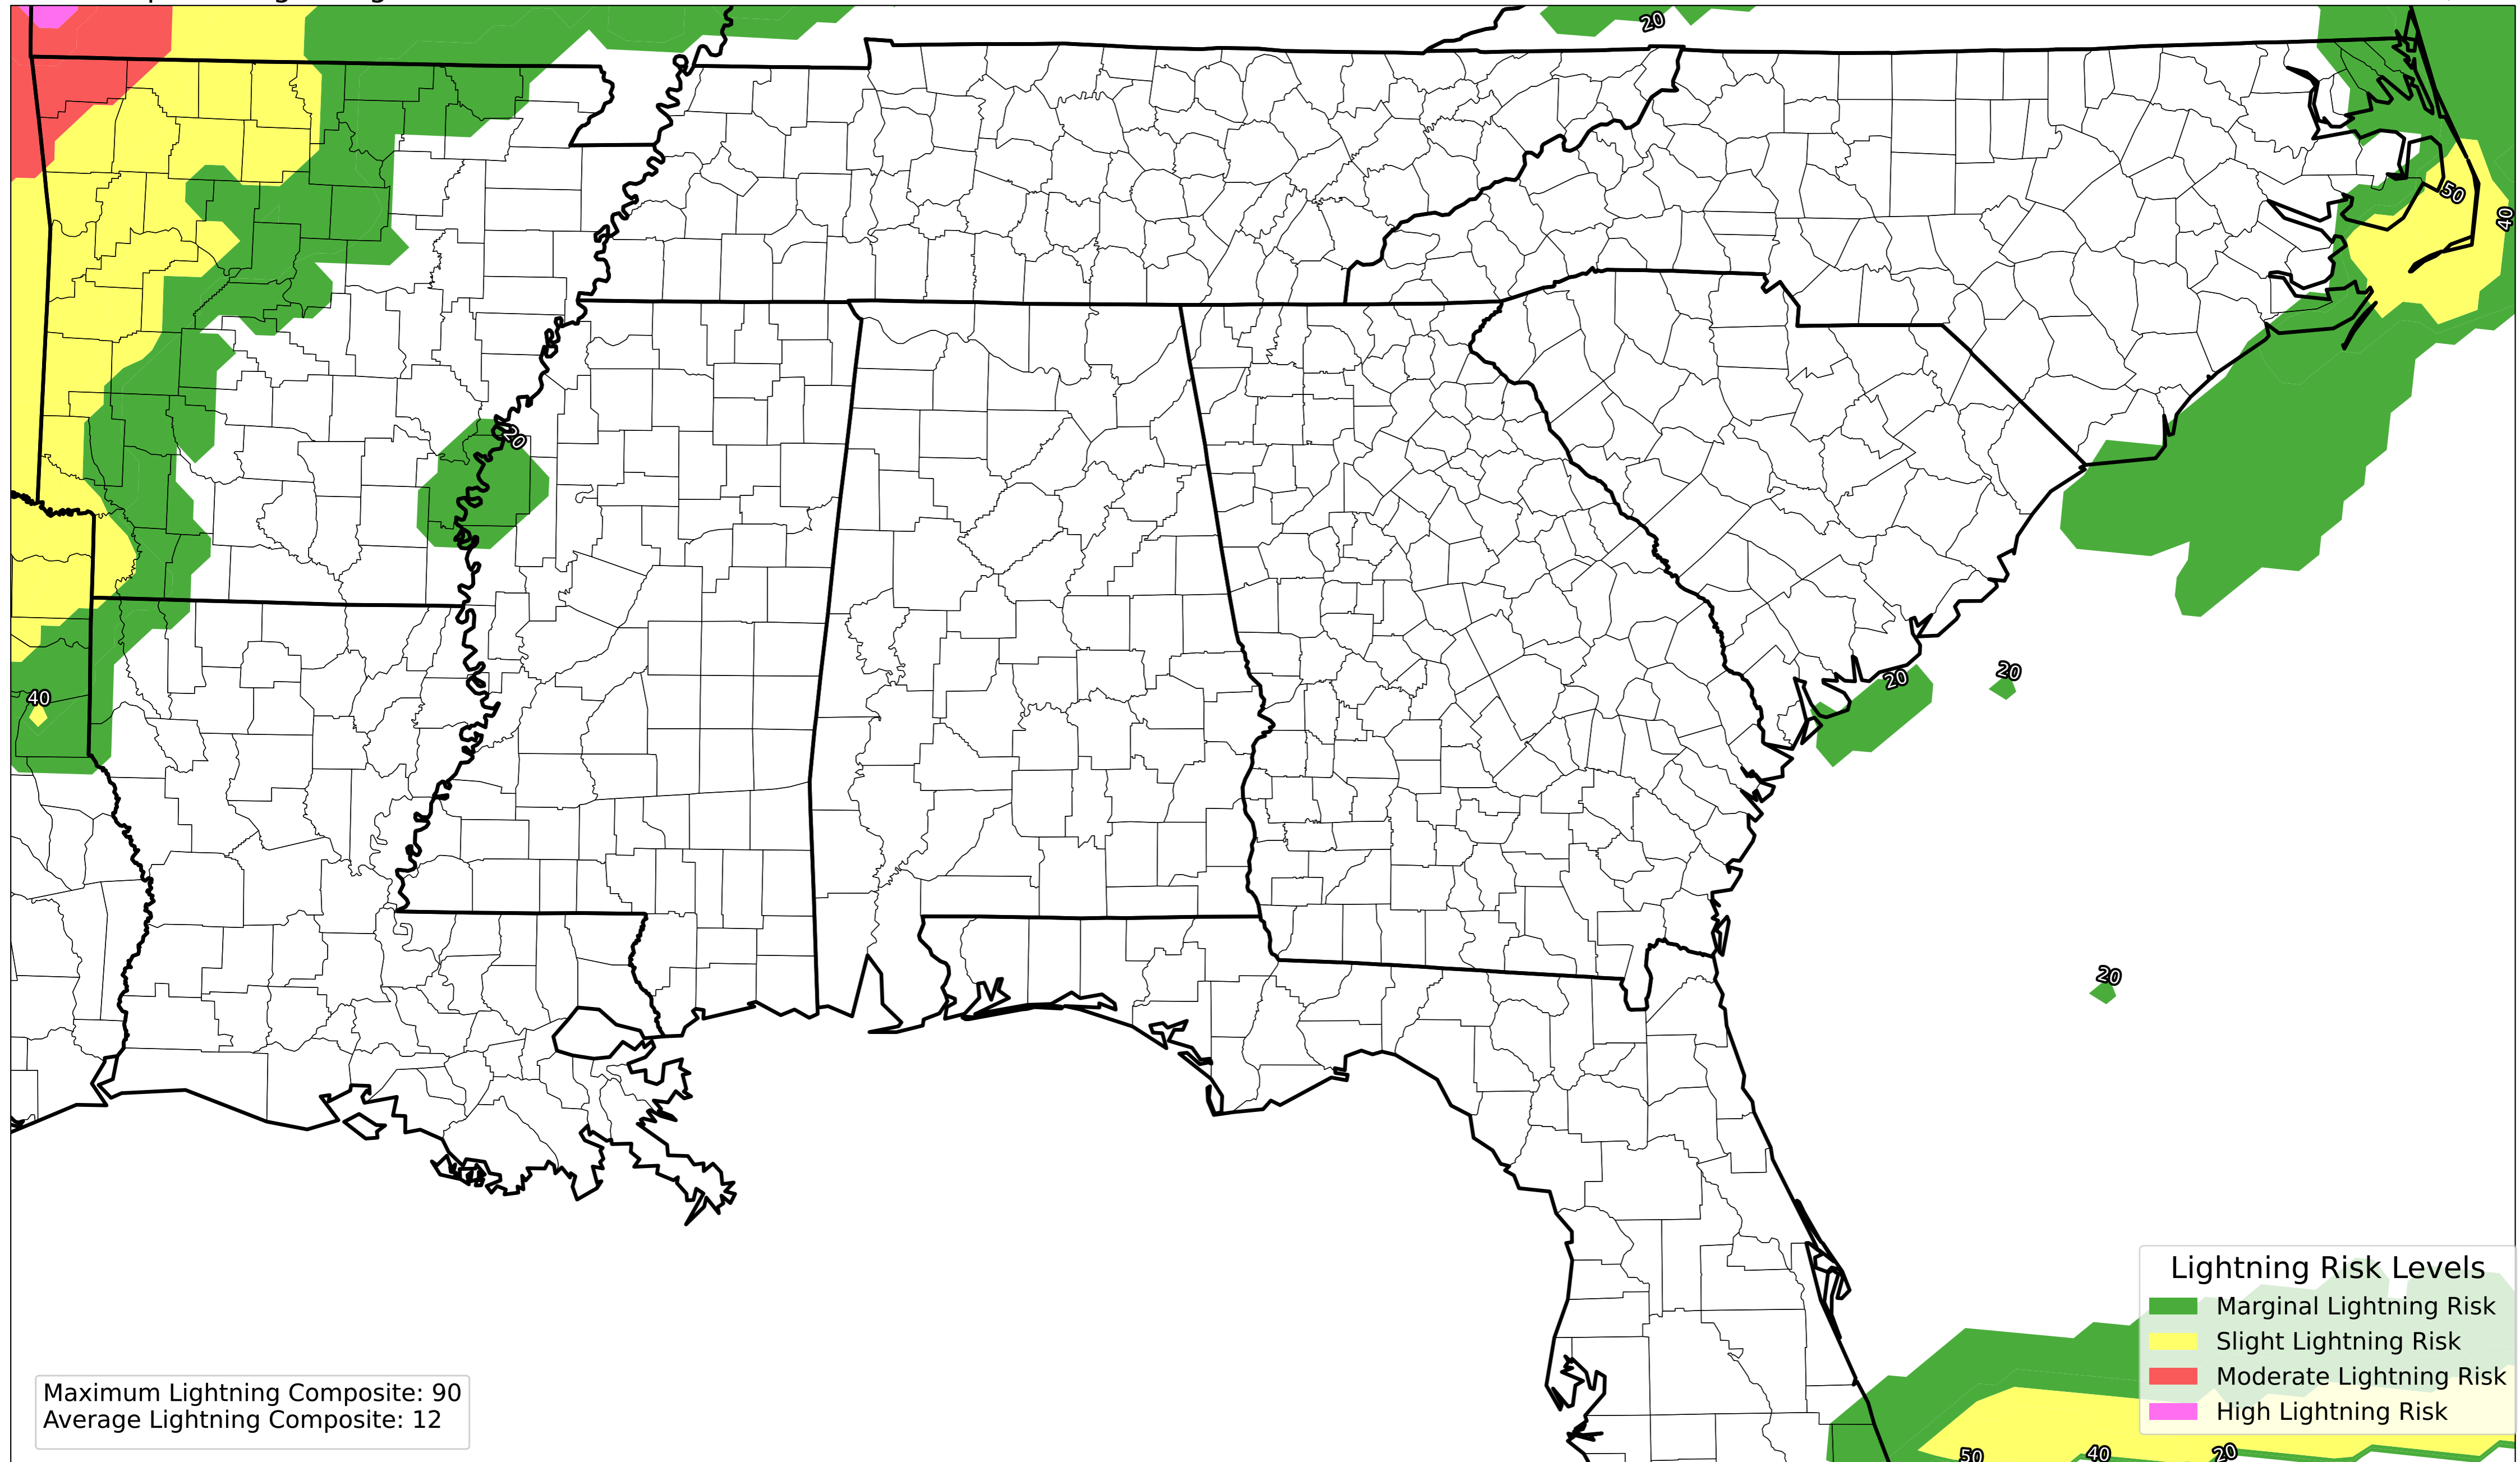 20
50
40
20
40
20
20
20
Lightning Risk Levels
Marginal Lightning Risk
Slight Lightning Risk
Moderate Lightning Risk
High Lightning Risk
Maximum Lightning Composite: 90
Average Lightning Composite: 12
50
40
20